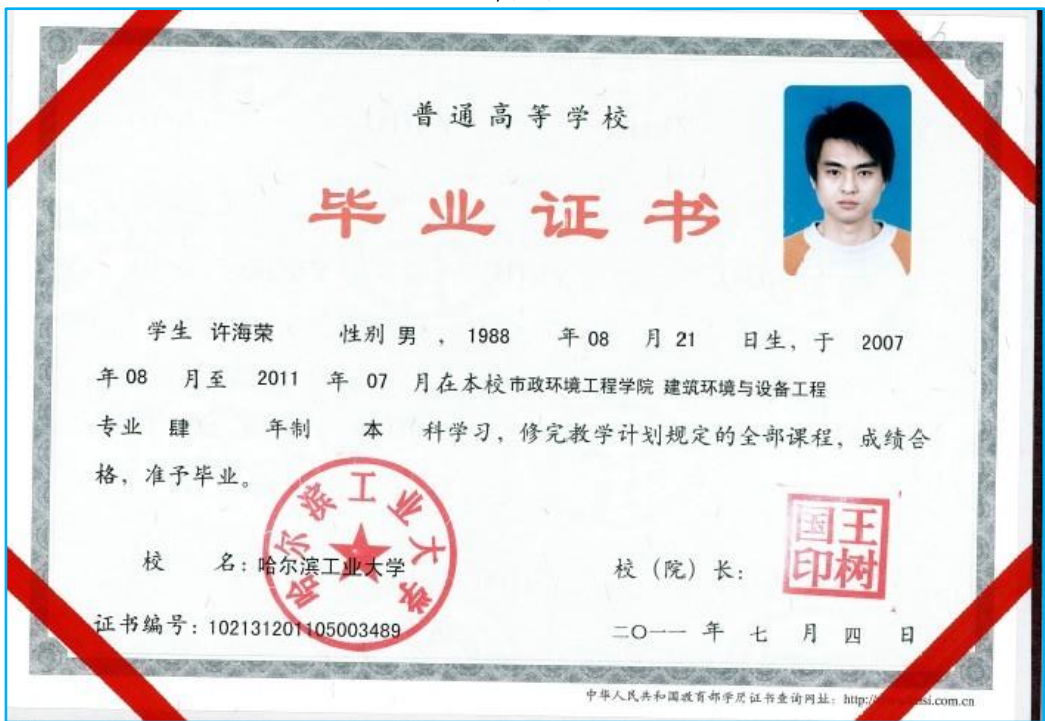 普通高等学校
毕业证书
学生 许海荣 性别 男 , 1988 年 08 月 21 日生, 于 2007
年 08 月至 2011 年 07 月在本校 市政环境工程学院 建筑环境与设备工程
专业 肆 年制 本 科学习, 修完教学计划规定的全部课程, 成绩合
格, 准予毕业。
哈尔滨工业大学
校 名: 哈尔滨工业大学
校 (院) 长:
王树国印
证书编号: 102131201105003489
二〇一一 年 七 月 四 日
中华人民共和国教育部学历证书查询网址: http://
si.com.cn